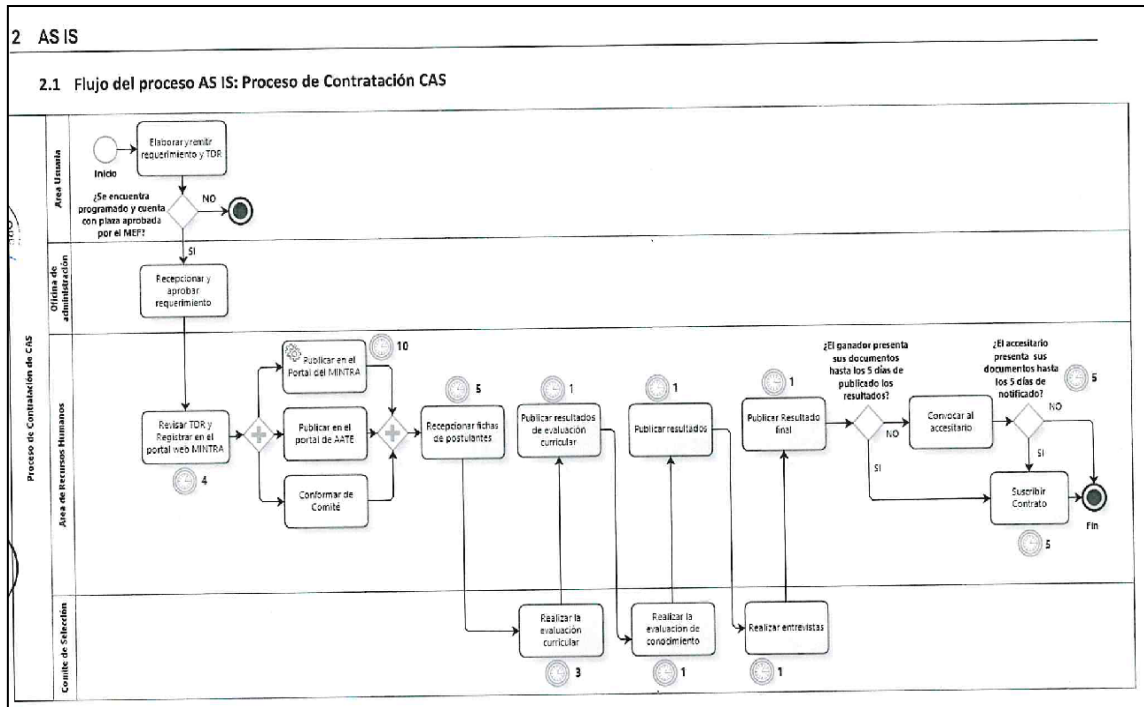 2 AS IS
2.1 Flujo del proceso AS IS: Proceso de Contratación CAS
Proceso de Contratación de CAS
Area Usuaria
Inicio
Elaborar y remitir
requerimiento y TDR
¿Se encuentra
programado y cuenta
con plaza aprobada
por el MEF?
NO
SI
Oficina de
administración
Recepcionar y
aprobar
requerimiento
Area de Recursos Humanos
Revisar TDR y
Registrar en el
portal web MINTRA
4
Publicar en el
Portal del MINTRA
10
Publicar en el
portal de AATE
Conformar de
Comité
Recepcionar fichas
de postulantes
5
Publicar resultados
de evaluación
curricular
1
Publicar resultados
1
Publicar Resultado
final
1
¿El ganador presenta
sus documentos
hasta los 5 días de
publicado los
resultados?
NO
SI
Convocar al
accesitario
¿El accesitario
presenta sus
documentos hasta
los 5 días de
notificado?
5
NO
SI
Suscribir
Contrato
5
Fin
Comite de Selección
Realizar la
evaluación
curricular
3
Realizar la
evaluacion de
conocimiento
1
Realizar entrevistas
1